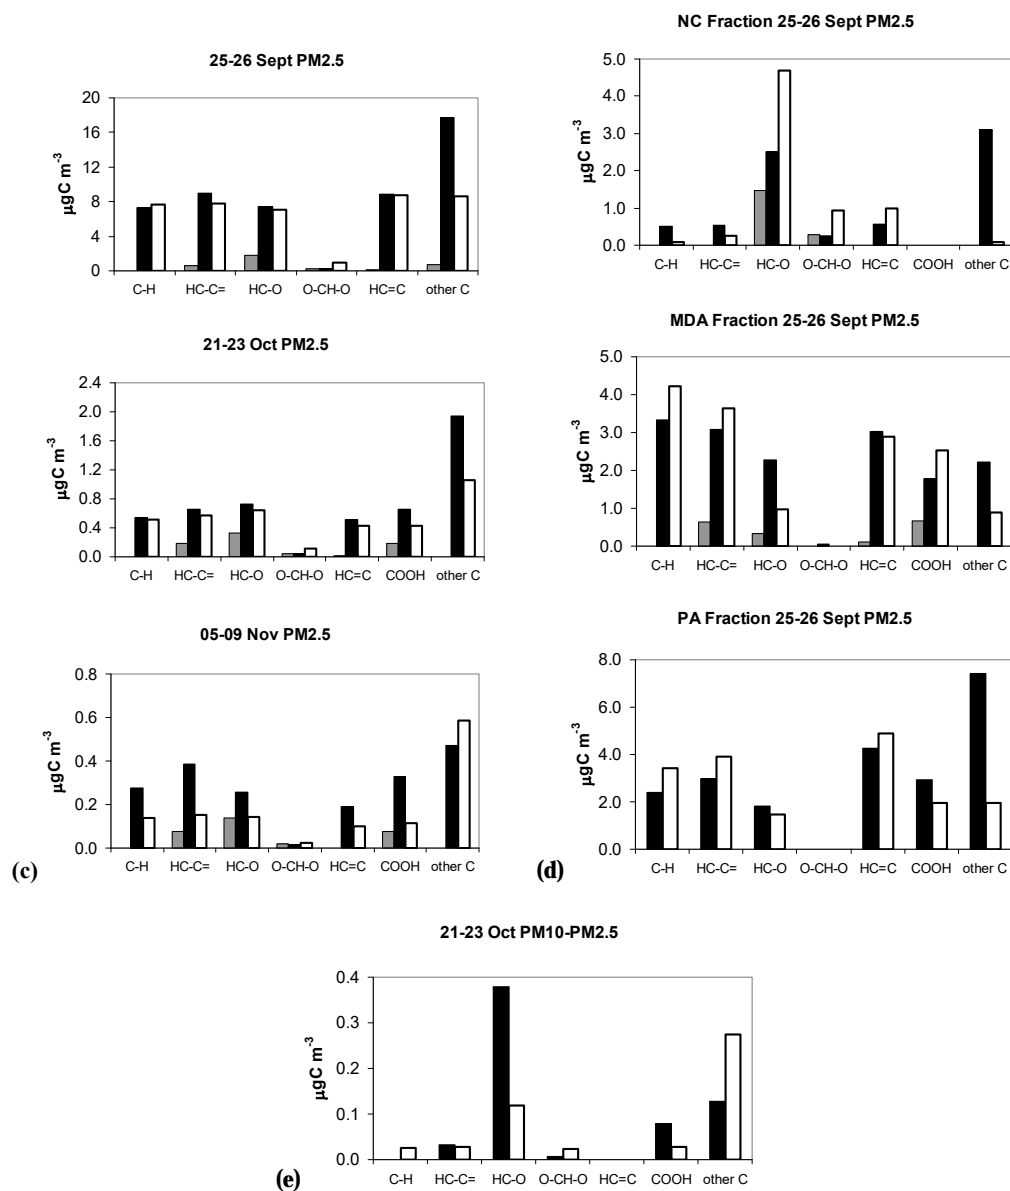 25-26 Sept PM2.5
20
16
12
8
4
0
µgC m-3
C-H HC-C= HC-O O-CH-O HC=C other C
21-23 Oct PM2.5
2.4
2.0
1.6
1.2
0.8
0.4
0.0
µgC m-3
C-H HC-C= HC-O O-CH-O HC=C COOH other C
05-09 Nov PM2.5
0.8
0.6
0.4
0.2
0.0
µgC m-3
C-H HC-C= HC-O O-CH-O HC=C COOH other C
(c)
NC Fraction 25-26 Sept PM2.5
5.0
4.0
3.0
2.0
1.0
0.0
µgC m-3
C-H HC-C= HC-O O-CH-O HC=C COOH other C
MDA Fraction 25-26 Sept PM2.5
5.0
4.0
3.0
2.0
1.0
0.0
µgC m-3
C-H HC-C= HC-O O-CH-O HC=C COOH other C
PA Fraction 25-26 Sept PM2.5
8.0
6.0
4.0
2.0
0.0
µgC m-3
C-H HC-C= HC-O O-CH-O HC=C COOH other C
(d)
21-23 Oct PM10-PM2.5
0.4
0.3
0.2
0.1
0.0
µgC m-3
C-H HC-C= HC-O O-CH-O HC=C COOH other C
(e)